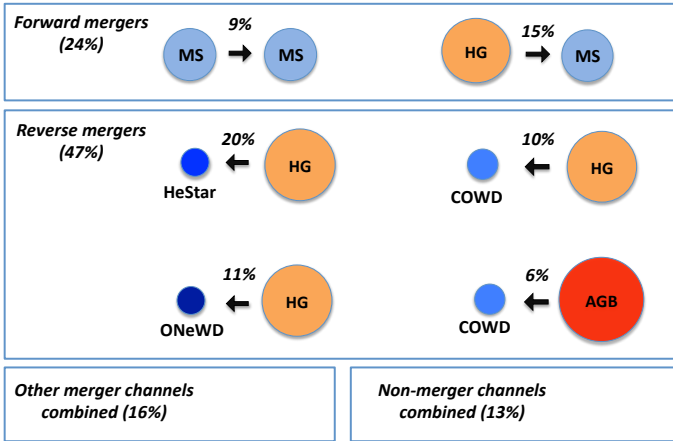 Forward mergers
(24%)
9%
MS
MS
15%
HG
MS
Reverse mergers
(47%)
20%
HeStar
HG
10%
COWD
HG
11%
ONeWD
HG
6%
COWD
AGB
Other merger channels
combined (16%)
Non-merger channels
combined (13%)